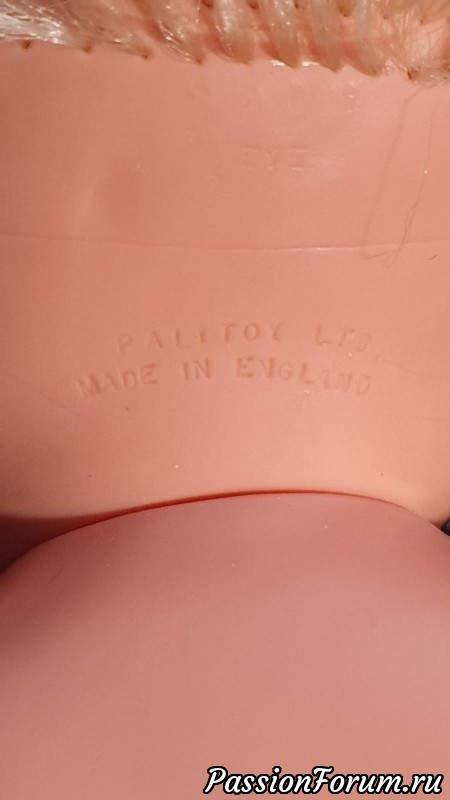 PALITOY LTD.
MADE IN ENGLAND
PassionForum.ru